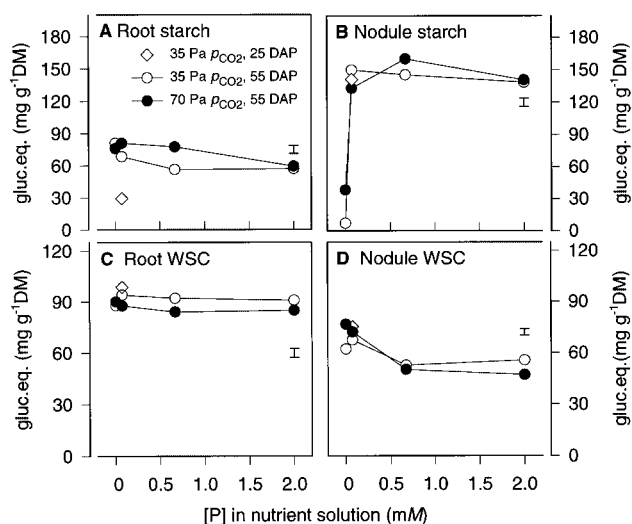 A Root starch
35 Pa pCO2, 25 DAP
35 Pa pCO2, 55 DAP
70 Pa pCO2, 55 DAP
gluc.eq. (mg g-1DM)
180
150
120
90
60
30
0
B Nodule starch
180
150
120
90
60
30
0
gluc.eq. (mg g-1DM)
C Root WSC
gluc.eq. (mg g-1DM)
120
90
60
30
0
D Nodule WSC
120
90
60
30
0
gluc.eq. (mg g-1DM)
0 0.5 1.0 1.5 2.0
0 0.5 1.0 1.5 2.0
[P] in nutrient solution (mM)